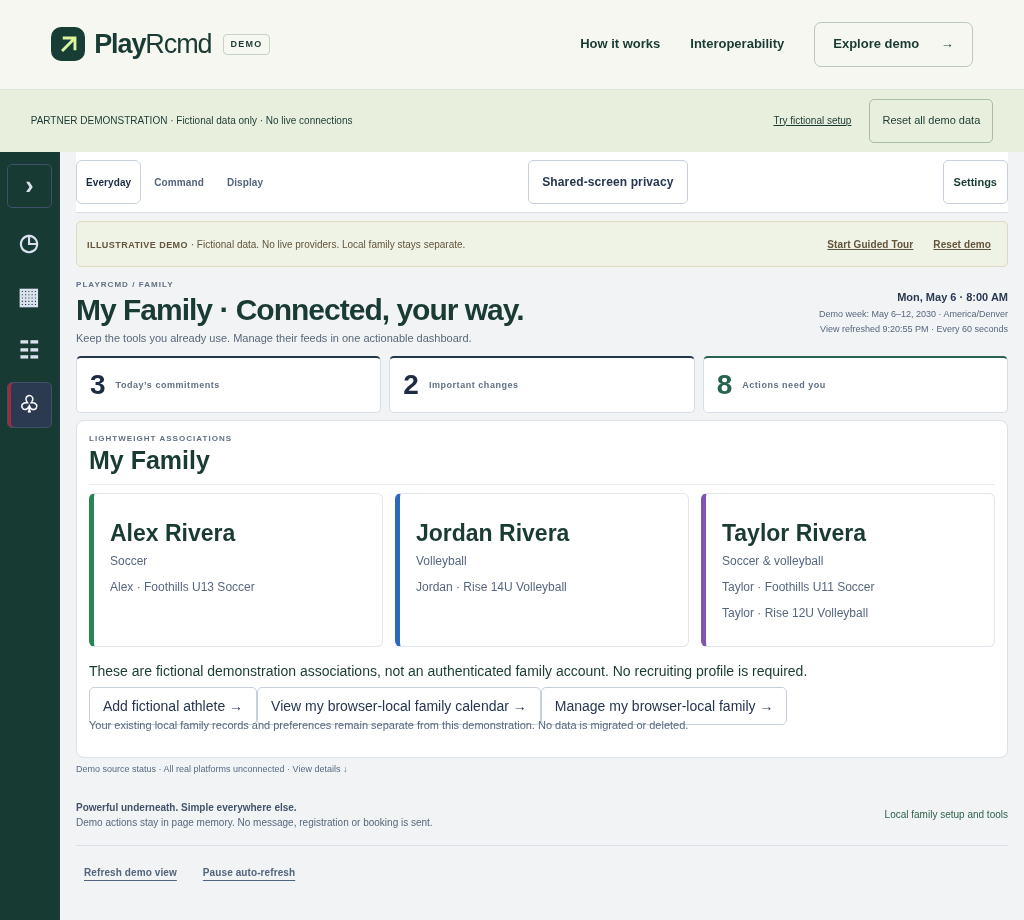 PlayRcmd DEMO
How it works
Interoperability
Explore demo →
PARTNER DEMONSTRATION · Fictional data only · No live connections
Try fictional setup
Reset all demo data
›
Everyday
Command
Display
Shared-screen privacy
Settings
ILLUSTRATIVE DEMO · Fictional data. No live providers. Local family stays separate.
Start Guided Tour
Reset demo
PLAYRCMD / FAMILY
My Family · Connected, your way.
Keep the tools you already use. Manage their feeds in one actionable dashboard.
Mon, May 6 · 8:00 AM
Demo week: May 6–12, 2030 · America/Denver
View refreshed 9:20:55 PM · Every 60 seconds
3 Today's commitments
2 Important changes
8 Actions need you
LIGHTWEIGHT ASSOCIATIONS
My Family
Alex Rivera
Soccer
Alex · Foothills U13 Soccer
Jordan Rivera
Volleyball
Jordan · Rise 14U Volleyball
Taylor Rivera
Soccer & volleyball
Taylor · Foothills U11 Soccer
Taylor · Rise 12U Volleyball
These are fictional demonstration associations, not an authenticated family account. No recruiting profile is required.
Add fictional athlete →
View my browser-local family calendar →
Manage my browser-local family →
Your existing local family records and preferences remain separate from this demonstration. No data is migrated or deleted.
Demo source status · All real platforms unconnected · View details ↓
Powerful underneath. Simple everywhere else.
Demo actions stay in page memory. No message, registration or booking is sent.
Local family setup and tools
Refresh demo view
Pause auto-refresh